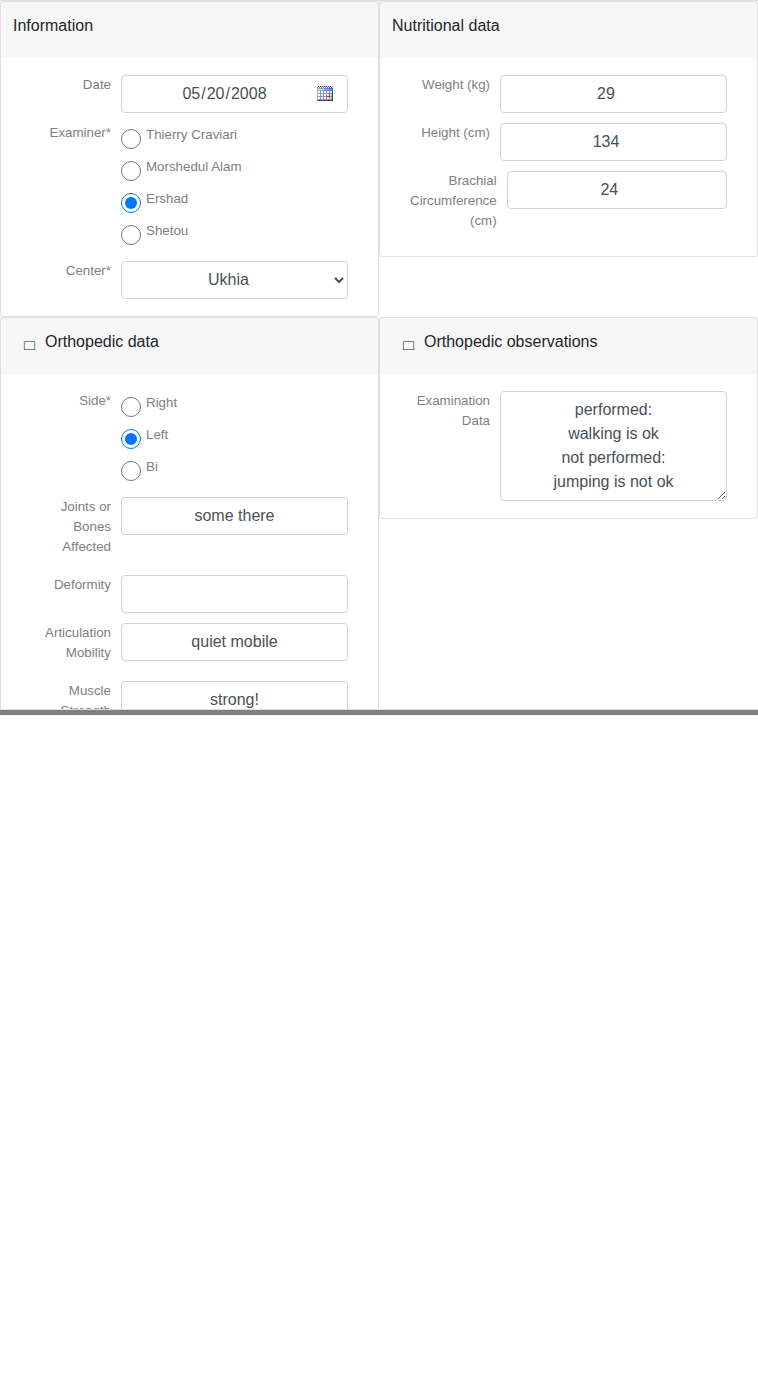 Information
Date
05/20/2008
Examiner*
Thierry Craviari
Morshedul Alam
Ershad
Shetou
Center*
Ukhia
Nutritional data
Weight (kg)
29
Height (cm)
134
Brachial
Circumference
(cm)
24
Orthopedic data
Side*
Right
Left
Bi
Joints or
Bones
Affected
some there
Deformity
Articulation
Mobility
quiet mobile
Muscle
Strength
strong!
Orthopedic observations
Examination
Data
performed:
walking is ok
not performed:
jumping is not ok